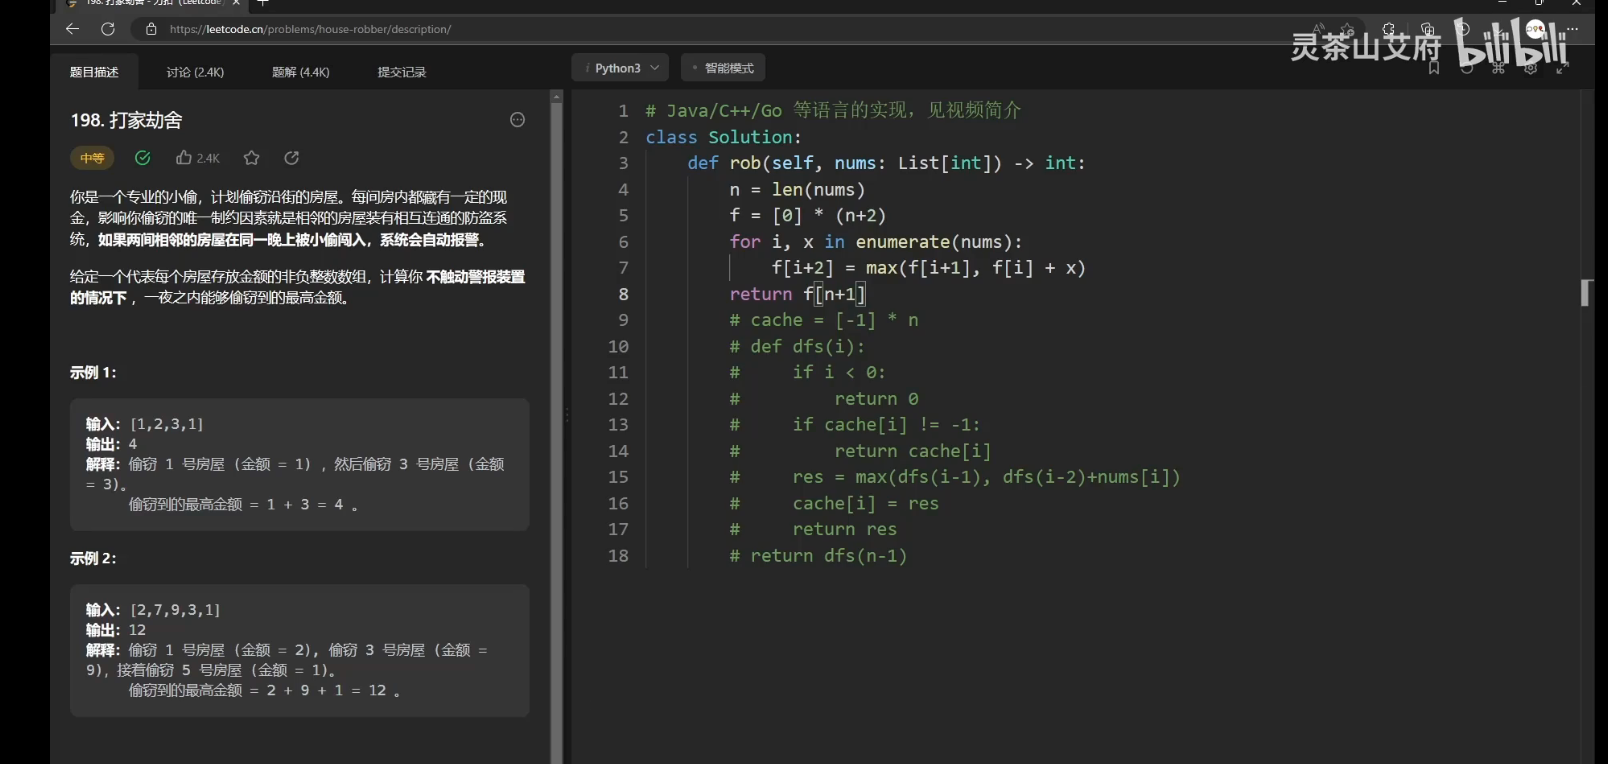 198. 打家劫舍 - 力扣 (LeetCode)
https://leetcode.cn/problems/house-robber/description/
灵茶山艾府 bilibili
题目描述 讨论 (2.4K) 题解 (4.4K) 提交记录
i Python3 • 智能模式
198. 打家劫舍
中等 2.4K
你是一个专业的小偷，计划偷窃沿街的房屋。每间房内都藏有一定的现
金，影响你偷窃的唯一制约因素就是相邻的房屋装有相互连通的防盗系
统，如果两间相邻的房屋在同一晚上被小偷闯入，系统会自动报警。
给定一个代表每个房屋存放金额的非负整数数组，计算你 不触动警报装置
的情况下 ，一夜之内能够偷窃到的最高金额。
示例 1：
输入：[1,2,3,1]
输出：4
解释：偷窃 1 号房屋 (金额 = 1) ，然后偷窃 3 号房屋 (金额
= 3)。
偷窃到的最高金额 = 1 + 3 = 4 。
示例 2：
输入：[2,7,9,3,1]
输出：12
解释：偷窃 1 号房屋 (金额 = 2), 偷窃 3 号房屋 (金额 =
9)，接着偷窃 5 号房屋 (金额 = 1)。
偷窃到的最高金额 = 2 + 9 + 1 = 12 。
1 # Java/C++/Go 等语言的实现，见视频简介
2 class Solution:
3 def rob(self, nums: List[int]) -> int:
4 n = len(nums)
5 f = [0] * (n+2)
6 for i, x in enumerate(nums):
7 f[i+2] = max(f[i+1], f[i] + x)
8 return f[n+1]
9 # cache = [-1] * n
10 # def dfs(i):
11 # if i < 0:
12 # return 0
13 # if cache[i] != -1:
14 # return cache[i]
15 # res = max(dfs(i-1), dfs(i-2)+nums[i])
16 # cache[i] = res
17 # return res
18 # return dfs(n-1)